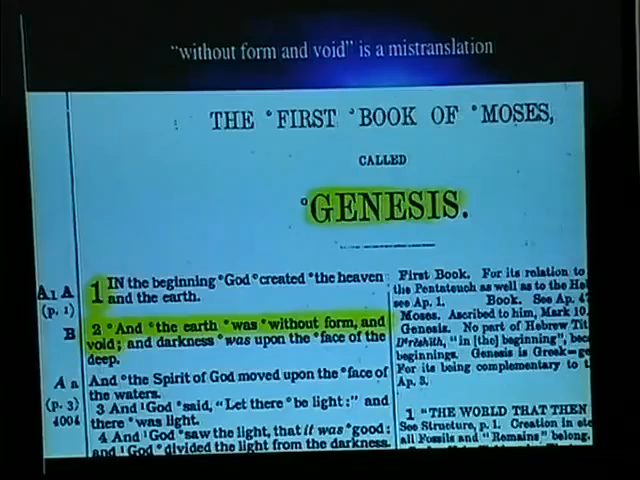 “without form and void” is a mistranslation
THE °FIRST °BOOK OF °MOSES,
CALLED
°GENESIS.
A1 A
(p. 1)
B
A a
(p. 3)
4004
1 IN the beginning °God °created °the heaven
and the earth.
2 °And °the earth °was °without form, and
void; and darkness °was upon the °face of the
deep.
And °the Spirit of God moved upon the °face of
the waters.
3 And ¹God °said, “Let there °be light:” and
there °was light.
4 And ¹God °saw the light, that it was °good:
and ¹God °divided the light from the darkness.
First Book. For its relation to
the Pentateuch as well as to the
see Ap. 1. Book. See Ap.
Moses. Ascribed to him, Mark 10.
Genesis. No part of Hebrew
“in [the] beginning”,
beginnings. Genesis is Greek=
For its being complementary to
Ap. 3.
1 “THE WORLD THAT THEN
See Structure, p. 1. Creation in
all Fossils and “Remains” belong.